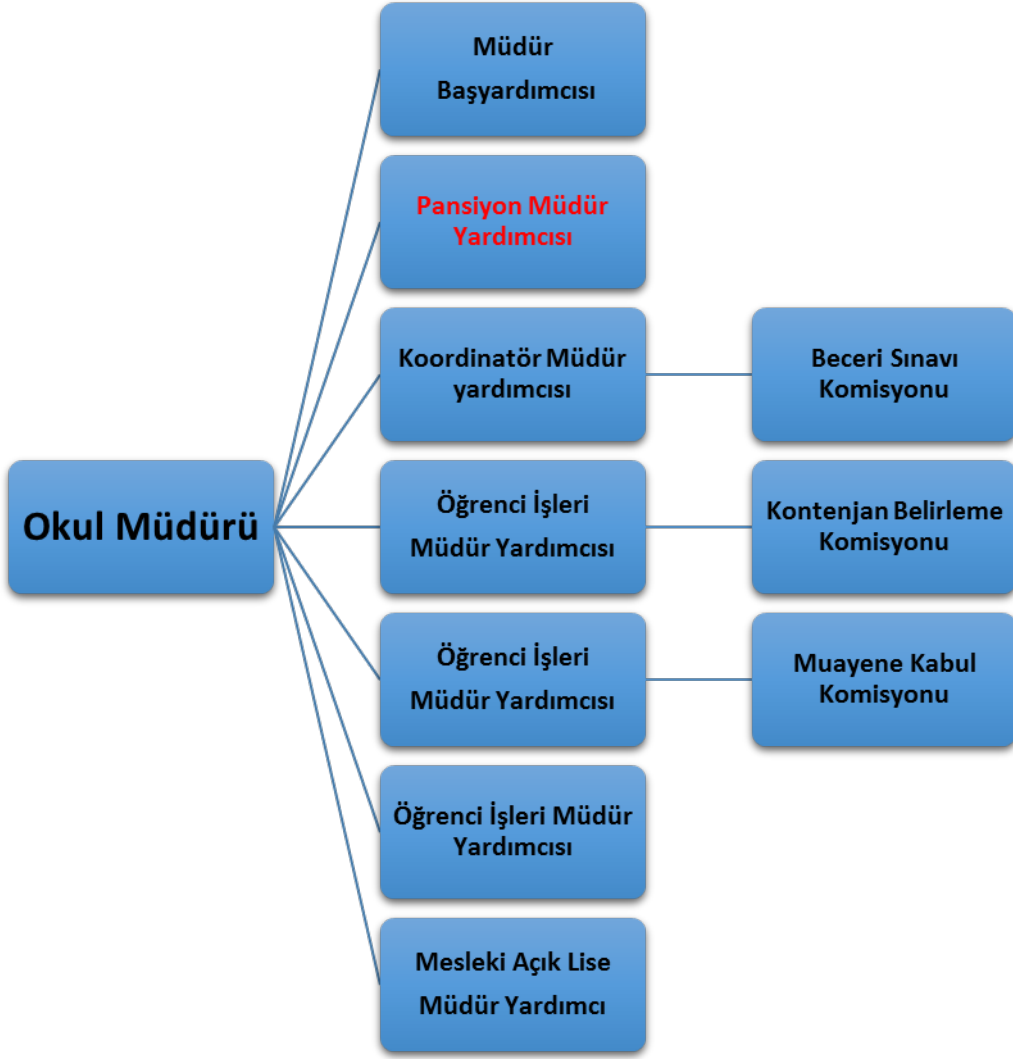 Müdür
Başyardımcısı
Pansiyon Müdür
Yardımcısı
Koordinatör Müdür
yardımcısı
Beceri Sınavı
Komisyonu
Okul Müdürü
Öğrenci İşleri
Müdür Yardımcısı
Kontenjan Belirleme
Komisyonu
Öğrenci İşleri
Müdür Yardımcısı
Muayene Kabul
Komisyonu
Öğrenci İşleri Müdür
Yardımcısı
Mesleki Açık Lise
Müdür Yardımcı